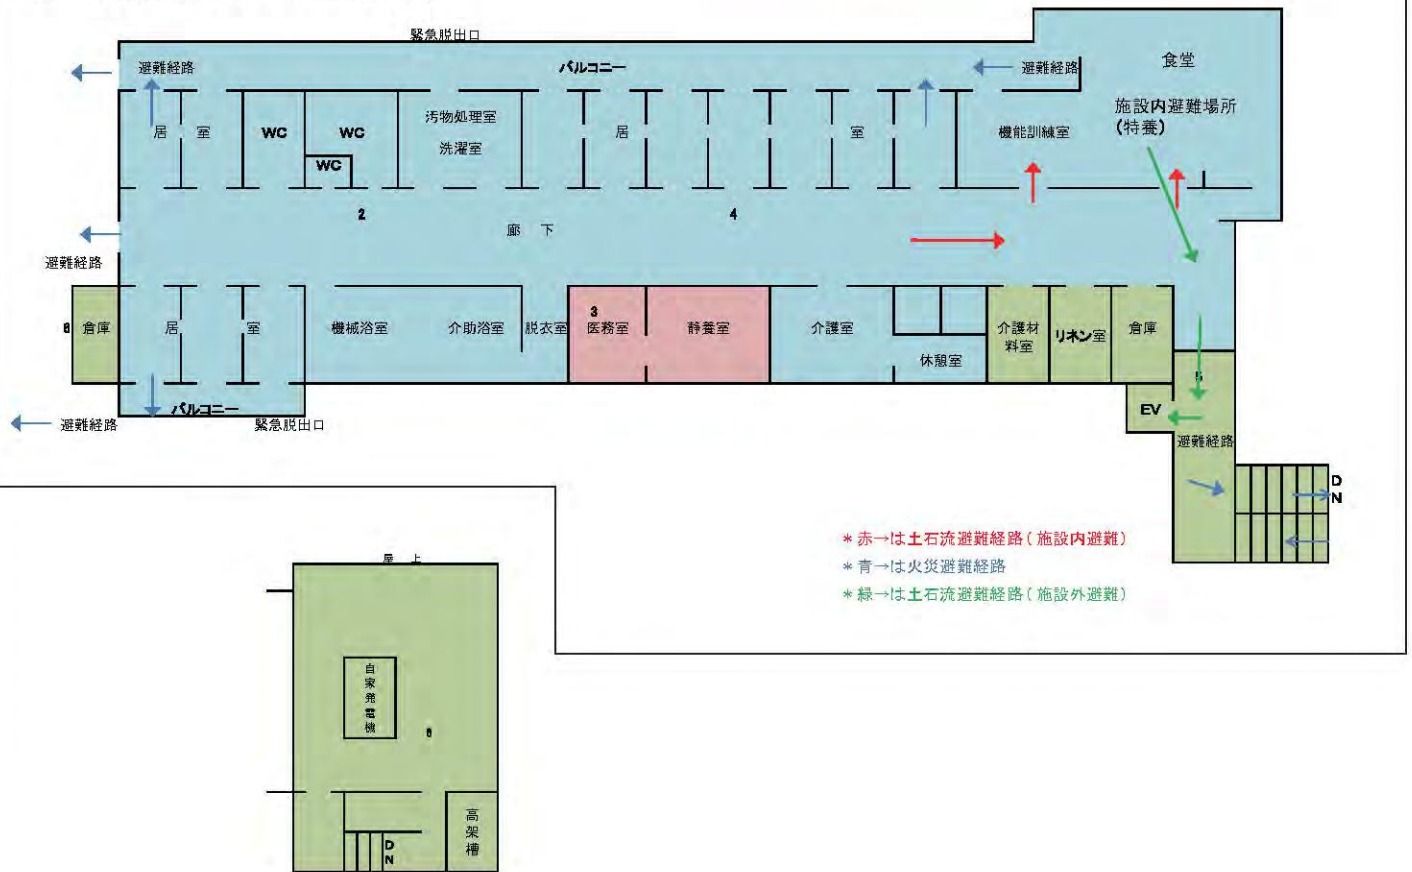 緊急脱出口
避難経路
バルコニー
避難経路
食堂
施設内避難場所
(特養)
居 室
WC
WC
WC
汚物処理室
洗濯室
居
室
機能訓練室
2
4
廊 下
避難経路
倉庫
居
室
機械浴室
介助浴室
脱衣室
3
医務室
静養室
介護室
休憩室
介護材
料室
リネン室
倉庫
5
バルコニー
避難経路
緊急脱出口
EV
避難経路
DN
*赤→は土石流避難経路(施設内避難)
*青→は火災避難経路
*緑→は土石流避難経路(施設外避難)
屋 上
自家発電機
高架槽
DN